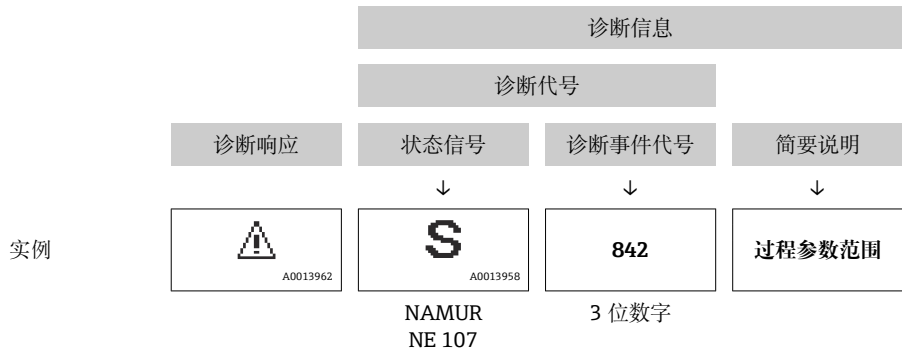 诊断信息
诊断代号
诊断响应 状态信号 诊断事件代号 简要说明
↓ ↓ ↓
实例 S 842 过程参数范围
A0013962 A0013958
NAMUR 3 位数字
NE 107